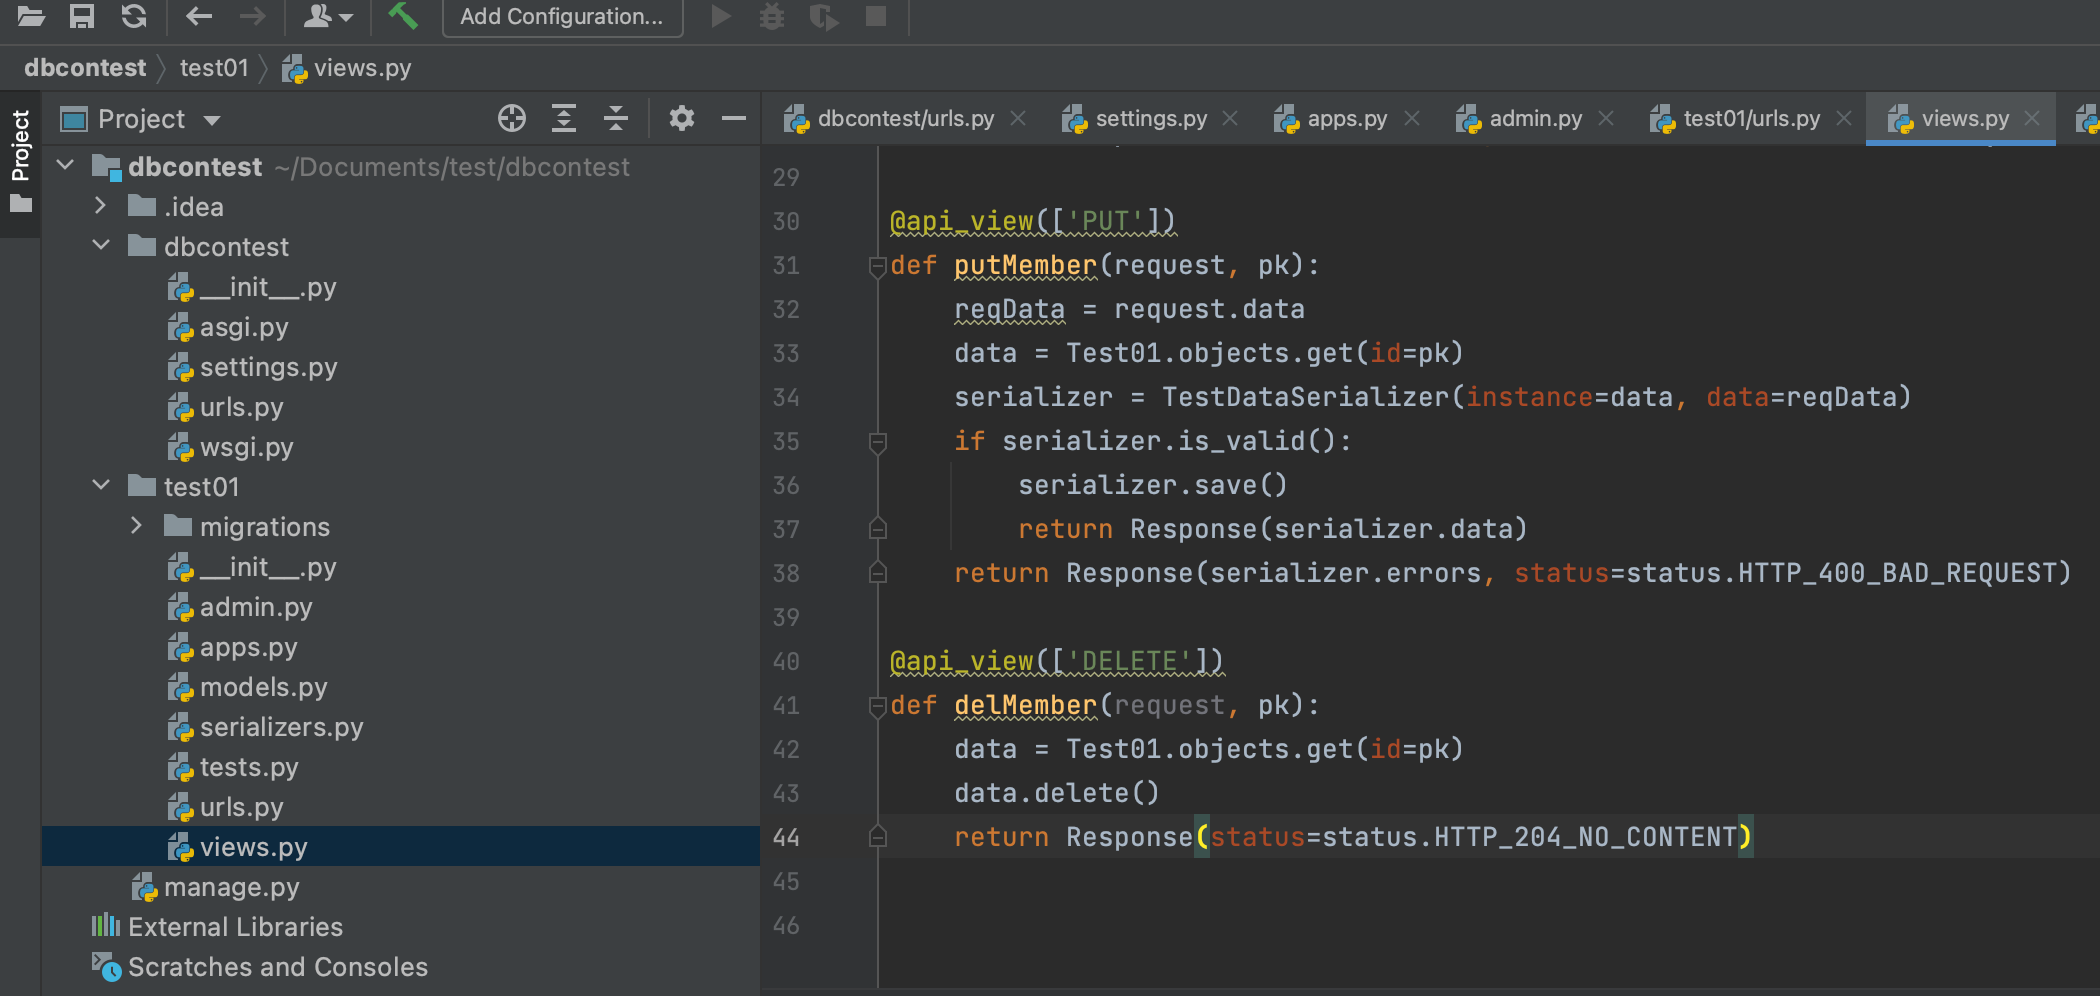 Add Configuration...
dbcontest test01 views.py
Project
Project
dbcontest/urls.py settings.py apps.py admin.py test01/urls.py views.py
dbcontest ~/Documents/test/dbcontest
.idea
dbcontest
__init__.py
asgi.py
settings.py
urls.py
wsgi.py
test01
migrations
__init__.py
admin.py
apps.py
models.py
serializers.py
tests.py
urls.py
views.py
manage.py
External Libraries
Scratches and Consoles
29
30 @api_view(['PUT'])
31 def putMember(request, pk):
32 reqData = request.data
33 data = Test01.objects.get(id=pk)
34 serializer = TestDataSerializer(instance=data, data=reqData)
35 if serializer.is_valid():
36 serializer.save()
37 return Response(serializer.data)
38 return Response(serializer.errors, status=status.HTTP_400_BAD_REQUEST)
39
40 @api_view(['DELETE'])
41 def delMember(request, pk):
42 data = Test01.objects.get(id=pk)
43 data.delete()
44 return Response(status=status.HTTP_204_NO_CONTENT)
45
46